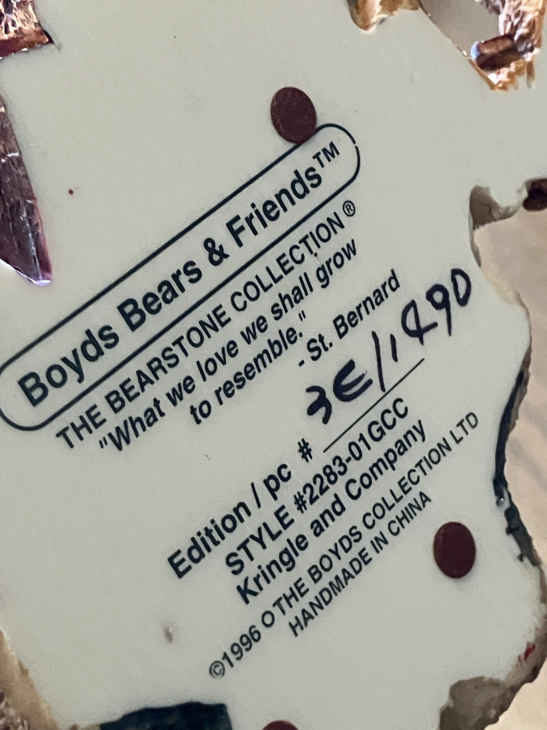 Boyds Bears & Friends™
THE BEARSTONE COLLECTION®
"What we love we shall grow
to resemble."
- St. Bernard
Edition / pc # 3E/1490
STYLE #2283-01GCC
Kringle and Company
©1996 O THE BOYDS COLLECTION LTD
HANDMADE IN CHINA